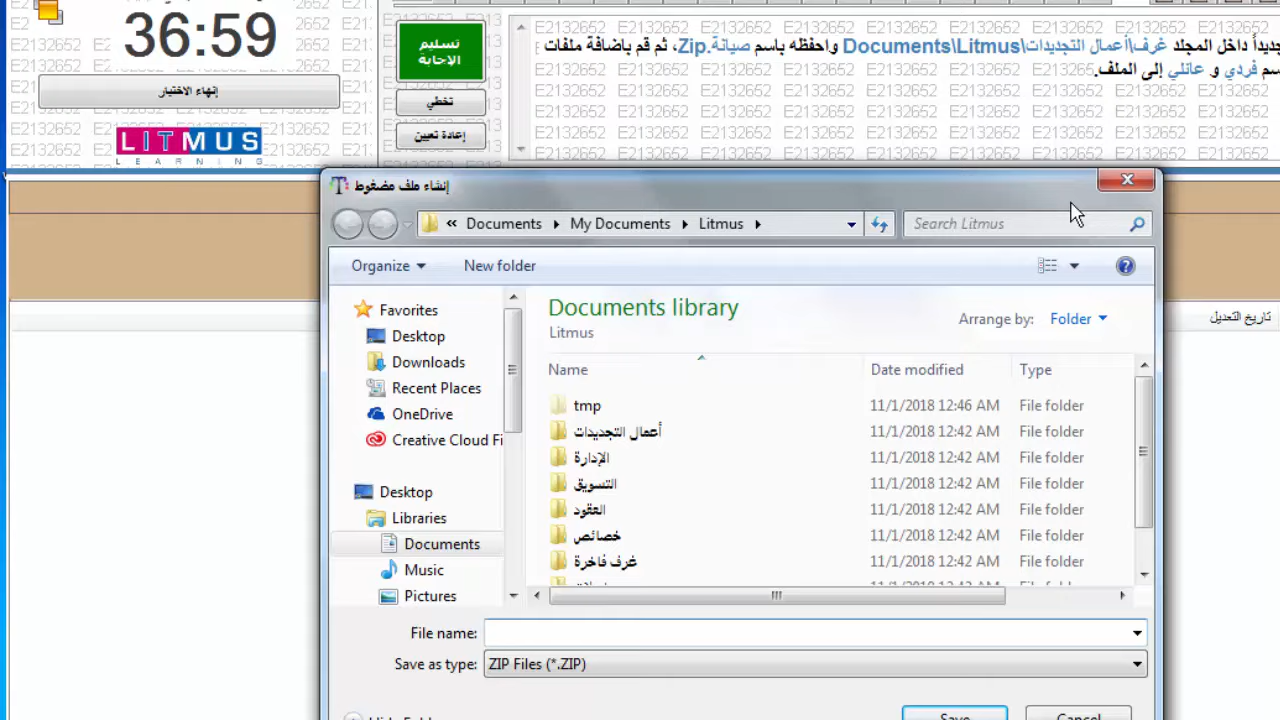 36:59
إنهاء الاختبار
LITMUS
LEARNING
تسليم الإجابة
تخطي
إعادة تعيين
داخل المجلد غرف\أعمال التجديدات\Documents\Litmus واحفظه باسم صيانة.Zip، ثم قم باضافة ملفات
فردي و عائلي إلى الملف.
E2132652
إنشاء ملف مضغوط
« Documents My Documents Litmus
Search Litmus
Organize
New folder
Favorites
Desktop
Downloads
Recent Places
OneDrive
Creative Cloud Fi
Desktop
Libraries
Documents
Music
Pictures
Documents library
Litmus
Arrange by: Folder
Name Date modified Type
tmp 11/1/2018 12:46 AM File folder
أعمال التجديدات 11/1/2018 12:42 AM File folder
الإدارة 11/1/2018 12:42 AM File folder
التسويق 11/1/2018 12:42 AM File folder
العقود 11/1/2018 12:42 AM File folder
خصائص 11/1/2018 12:42 AM File folder
غرف فاخرة 11/1/2018 12:42 AM File folder
تاريخ التعديل
File name:
Save as type: ZIP Files (*.ZIP)
Save
Cancel